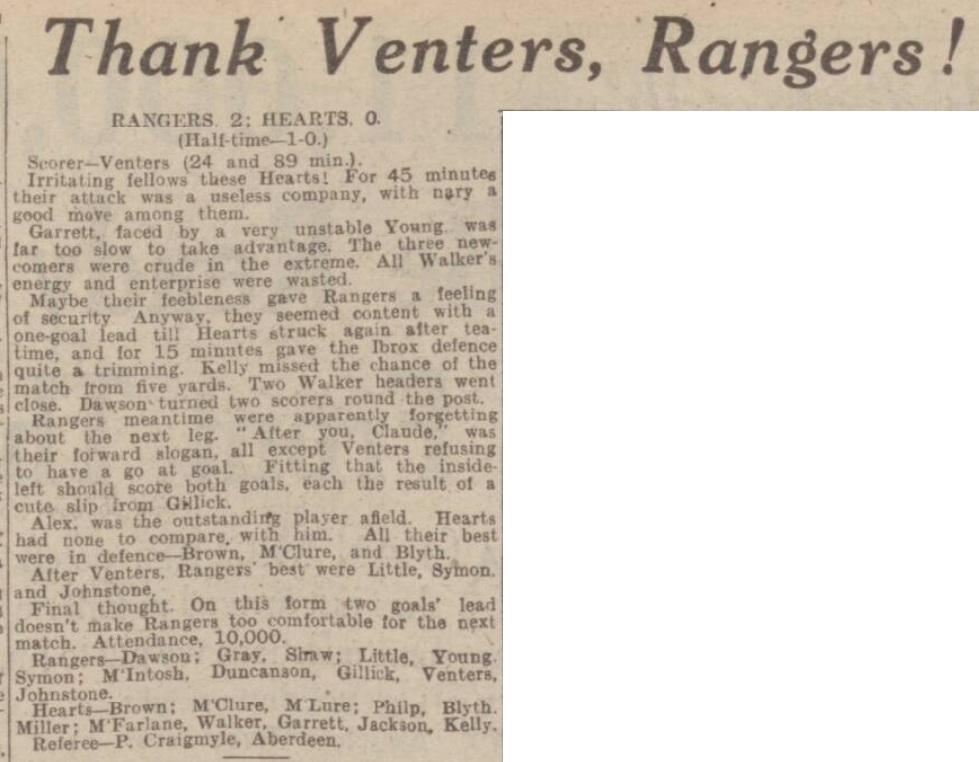 Thank Venters, Rangers!
RANGERS, 2; HEARTS, 0.
(Half-time—1-0.)
Scorer—Venters (24 and 89 min.).
Irritating fellows these Hearts! For 45 minutes
their attack was a useless company, with nary a
good move among them.
Garrett, faced by a very unstable Young, was
far too slow to take advantage. The three new-
comers were crude in the extreme. All Walker's
energy and enterprise were wasted.
Maybe their feebleness gave Rangers a feeling
of security. Anyway, they seemed content with a
one-goal lead till Hearts struck again after tea-
time, and for 15 minutes gave the Ibrox defence
quite a trimming. Kelly missed the chance of the
match from five yards. Two Walker headers went
close. Dawson turned two scorers round the post.
Rangers meantime were apparently forgetting
about the next leg. "After you, Claude," was
their forward slogan, all except Venters refusing
to have a go at goal. Fitting that the inside-
left should score both goals, each the result of a
cute slip from Gillick.
Alex. was the outstanding player afield. Hearts
had none to compare with him. All their best
were in defence—Brown, M'Clure, and Blyth.
After Venters, Rangers' best were Little, Symon,
and Johnstone.
Final thought. On this form two goals' lead
doesn't make Rangers too comfortable for the next
match. Attendance, 10,000.
Rangers—Dawson; Gray, Shaw; Little, Young,
Symon; M'Intosh, Duncanson, Gillick, Venters,
Johnstone.
Hearts—Brown; M'Clure, M'Lure; Philp, Blyth,
Miller; M'Farlane, Walker, Garrett, Jackson, Kelly.
Referee—P. Craigmyle, Aberdeen.